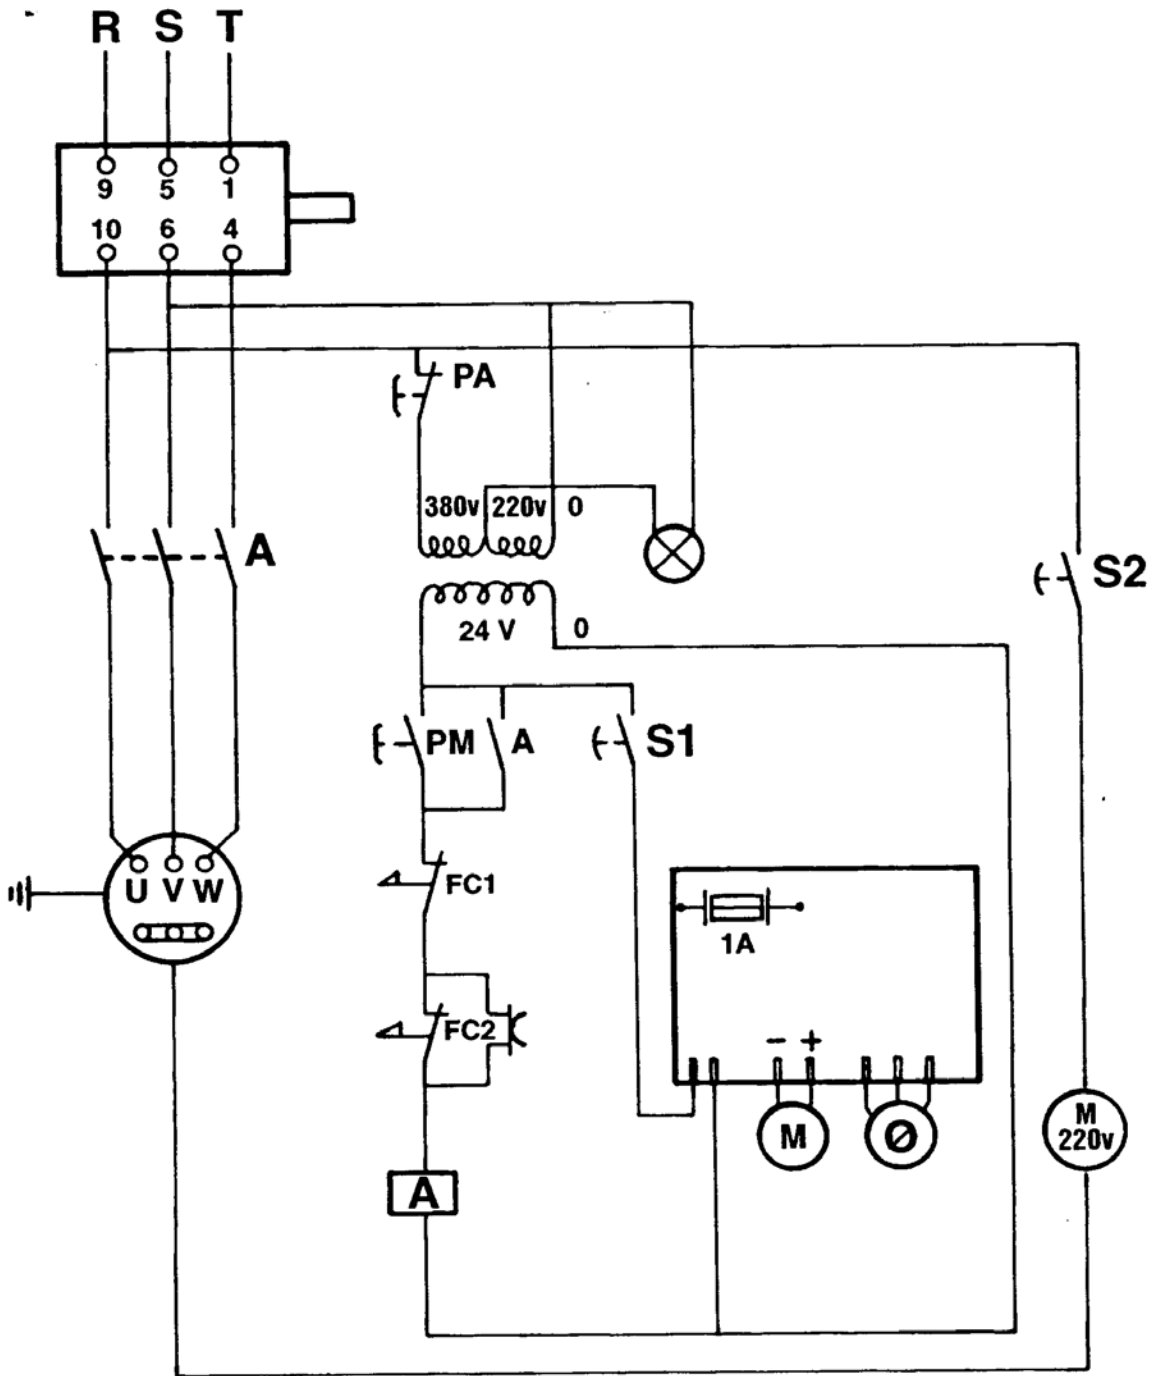 R S T
9 5 1
10 6 4
PA
380v 220v 0
A
S2
24 V 0
PM A S1
FC1
U V W
1A
FC2
- +
M Ø M
220v
A